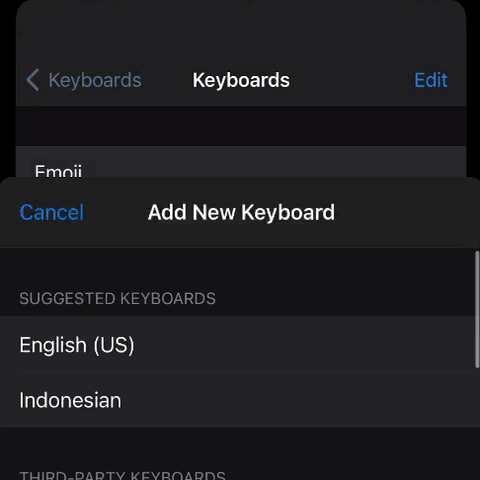 Keyboards Keyboards Edit
Emoji
Cancel Add New Keyboard
SUGGESTED KEYBOARDS
English (US)
Indonesian
THIRD-PARTY KEYBOARDS